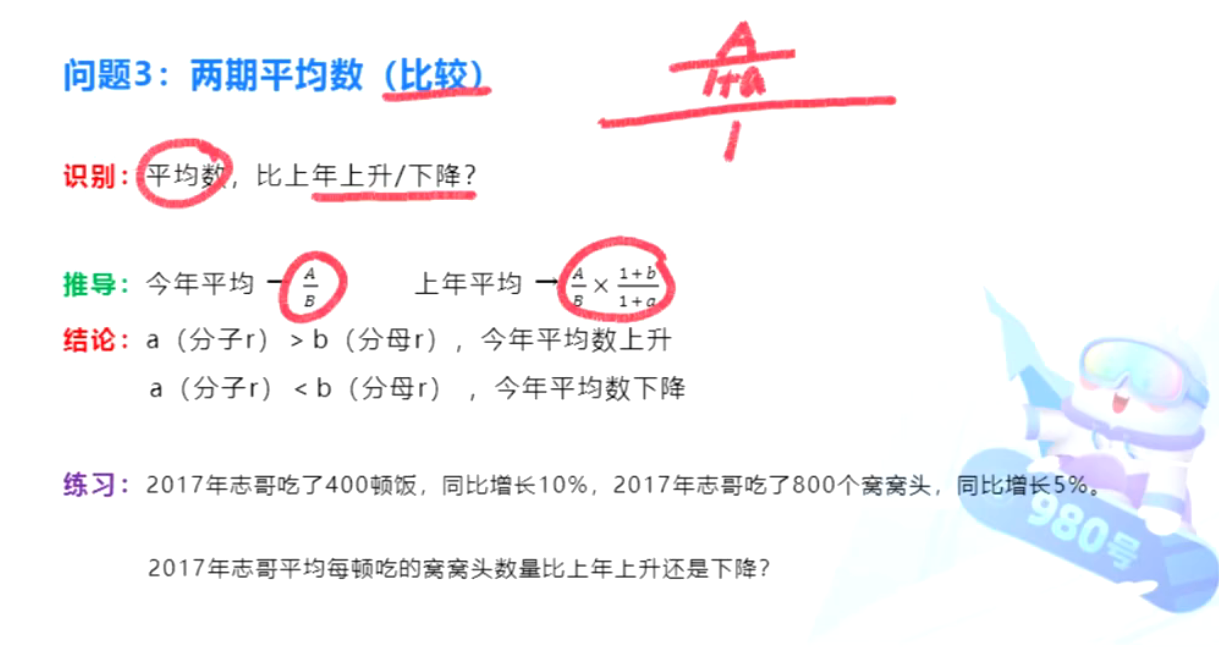 问题3：两期平均数（比较）
A
1+a
1
识别：平均数，比上年上升/下降？
推导：今年平均 → A/B 上年平均 → A/B × 1+b/1+a
结论：a（分子r）＞b（分母r），今年平均数上升
a（分子r）＜b（分母r），今年平均数下降
练习：2017年志哥吃了400顿饭，同比增长10%，2017年志哥吃了800个窝窝头，同比增长5%。
980号
2017年志哥平均每顿吃的窝窝头数量比上年上升还是下降？